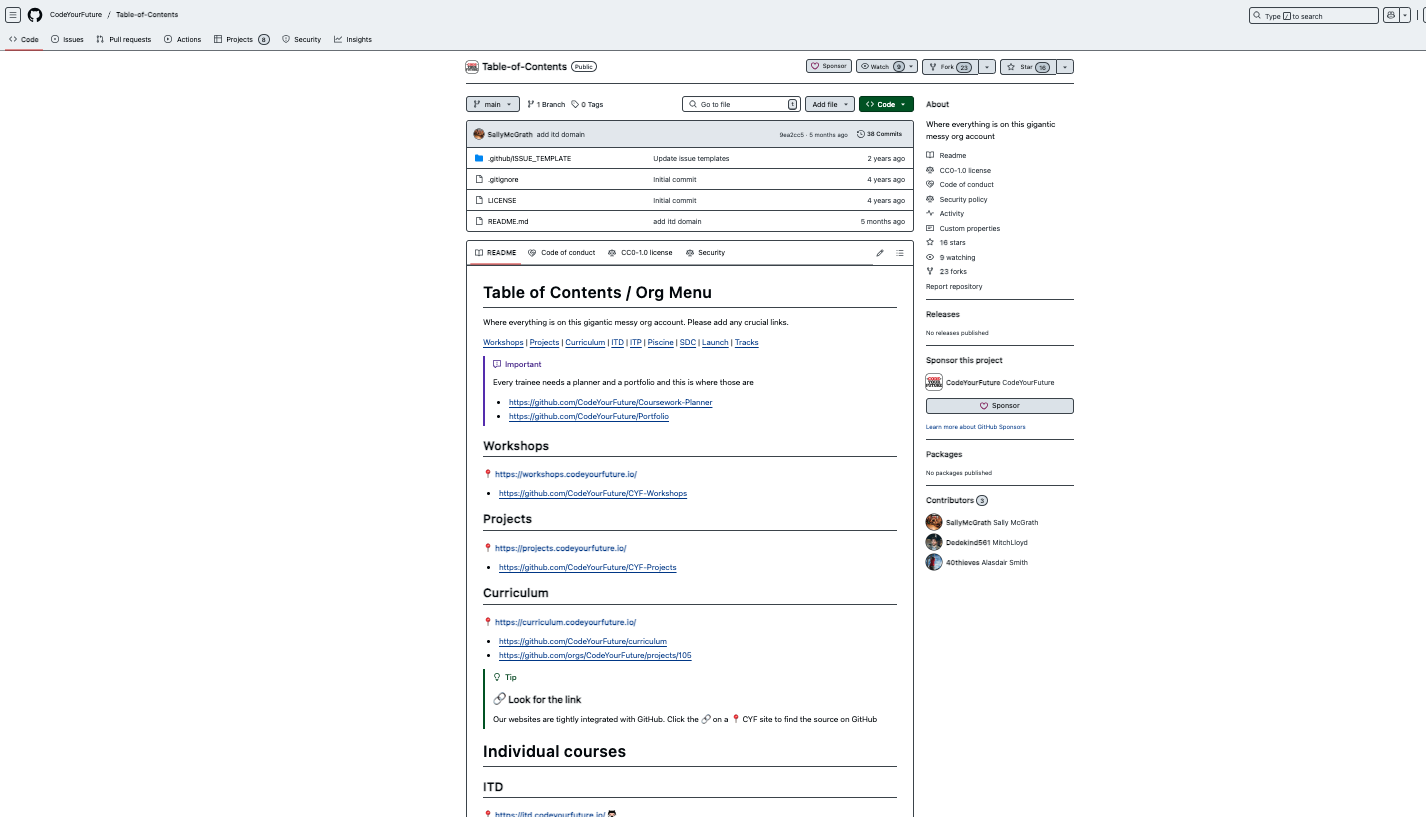 CodeYourFuture / Table-of-Contents
Type / to search
Code Issues Pull requests Actions Projects 8 Security Insights
Table-of-Contents Public
Sponsor Watch 9 Fork 23 Star 16
main 1 Branch 0 Tags
Go to file t Add file Code
SallyMcGrath add itd domain 9ea2cc5 · 5 months ago 38 Commits
.github/ISSUE_TEMPLATE Update issue templates 2 years ago
.gitignore Initial commit 4 years ago
LICENSE Initial commit 4 years ago
README.md add itd domain 5 months ago
README Code of conduct CC0-1.0 license Security
Table of Contents / Org Menu
Where everything is on this gigantic messy org account. Please add any crucial links.
Workshops | Projects | Curriculum | ITD | ITP | Piscine | SDC | Launch | Tracks
Important
Every trainee needs a planner and a portfolio and this is where those are
https://github.com/CodeYourFuture/Coursework-Planner
https://github.com/CodeYourFuture/Portfolio
Workshops
https://workshops.codeyourfuture.io/
https://github.com/CodeYourFuture/CYF-Workshops
Projects
https://projects.codeyourfuture.io/
https://github.com/CodeYourFuture/CYF-Projects
Curriculum
https://curriculum.codeyourfuture.io/
https://github.com/CodeYourFuture/curriculum
https://github.com/orgs/CodeYourFuture/projects/105
Tip
🔗 Look for the link
Our websites are tightly integrated with GitHub. Click the 🔗 on a 📍 CYF site to find the source on GitHub
Individual courses
ITD
https://itd.codeyourfuture.io/
About
Where everything is on this gigantic
messy org account
Readme
CC0-1.0 license
Code of conduct
Security policy
Activity
Custom properties
16 stars
9 watching
23 forks
Report repository
Releases
No releases published
Sponsor this project
CODE YOUR FUTURE
CodeYourFuture CodeYourFuture
Sponsor
Learn more about GitHub Sponsors
Packages
No packages published
Contributors 3
SallyMcGrath Sally McGrath
Dedekind561 MitchLloyd
40thieves Alasdair Smith